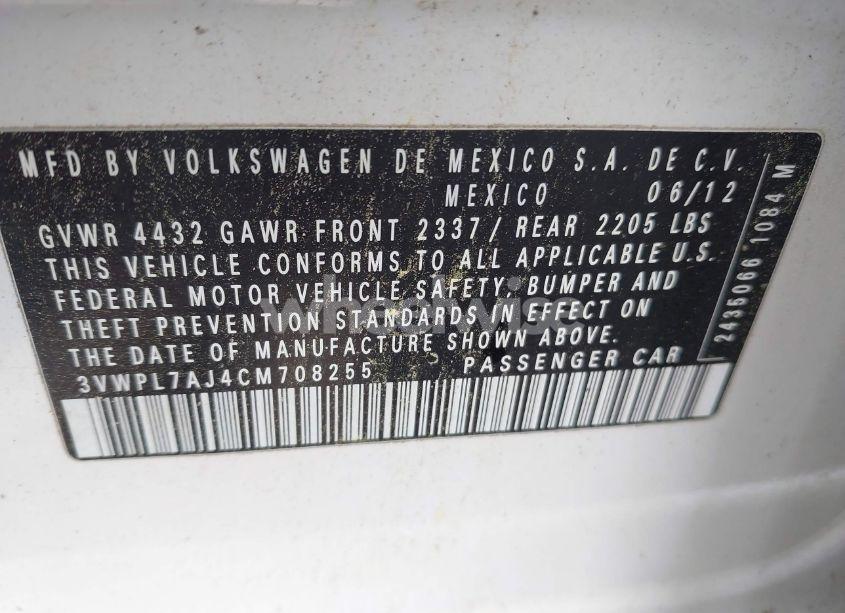 MFD BY VOLKSWAGEN DE MEXICO S.A. DE C.V.
MEXICO 06/12
GVWR 4432 GAWR FRONT 2337/ REAR 2205 LBS
THIS VEHICLE CONFORMS TO ALL APPLICABLE U.S.
FEDERAL MOTOR VEHICLE SAFETY, BUMPER AND
THEFT PREVENTION STANDARDS IN EFFECT ON
THE DATE OF MANUFACTURE SHOWN ABOVE.
3VWPL7AJ4CM708255 PASSENGER CAR
2435066 1084 M
wheelwise